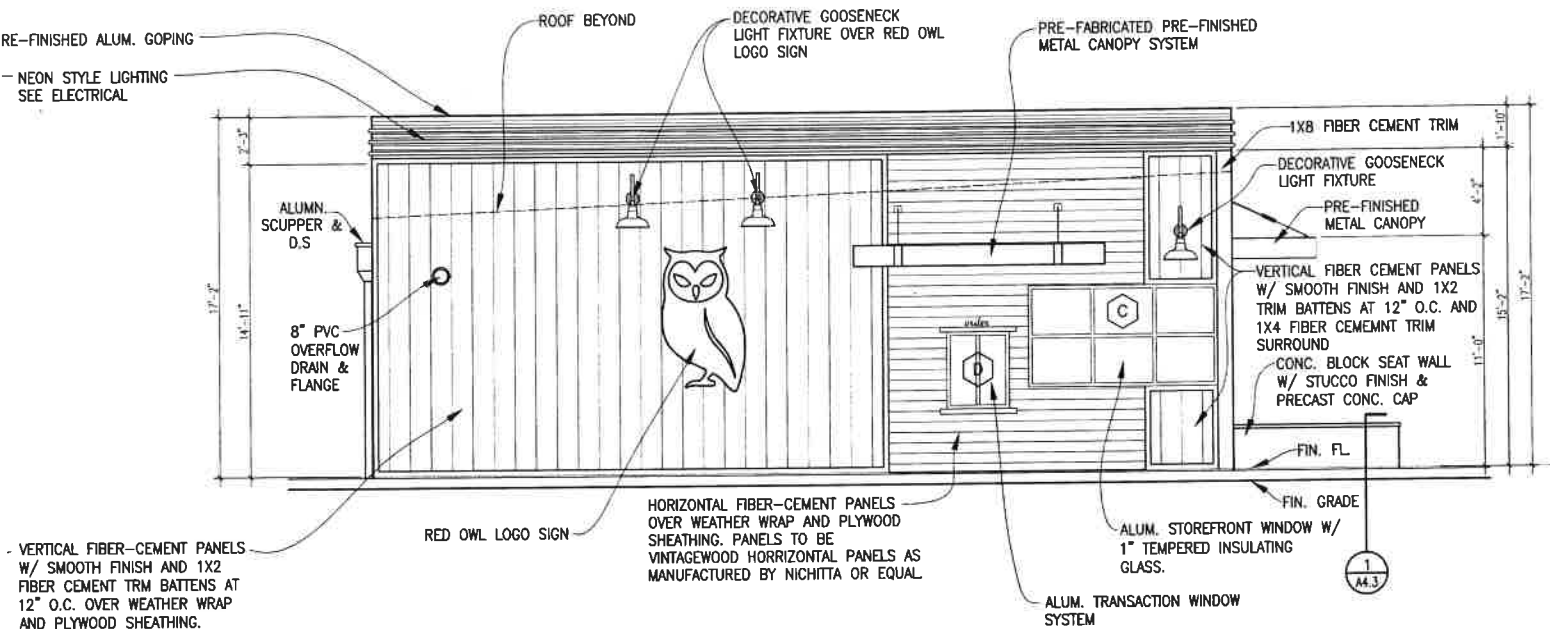 RE-FINISHED ALUM. GOPING
NEON STYLE LIGHTING
SEE ELECTRICAL
ROOF BEYOND
DECORATIVE GOOSENECK
LIGHT FIXTURE OVER RED OWL
LOGO SIGN
PRE-FABRICATED PRE-FINISHED
METAL CANOPY SYSTEM
1X8 FIBER CEMENT TRIM
DECORATIVE GOOSENECK
LIGHT FIXTURE
PRE-FINISHED
METAL CANOPY
VERTICAL FIBER CEMENT PANELS
W/ SMOOTH FINISH AND 1X2
TRIM BATTENS AT 12" O.C. AND
1X4 FIBER CEMEMNT TRIM
SURROUND
CONC. BLOCK SEAT WALL
W/ STUCCO FINISH &
PRECAST CONC. CAP
FIN. FL.
FIN. GRADE
17'-2"
2'-3"
14'-11"
ALUMN.
SCUPPER &
D.S
8" PVC
OVERFLOW
DRAIN &
FLANGE
order
C
D
1'-10"
4'-2"
11'-0"
15'-2"
17'-2"
VERTICAL FIBER-CEMENT PANELS
W/ SMOOTH FINISH AND 1X2
FIBER CEMENT TRM BATTENS AT
12" O.C. OVER WEATHER WRAP
AND PLYWOOD SHEATHING.
RED OWL LOGO SIGN
HORIZONTAL FIBER-CEMENT PANELS
OVER WEATHER WRAP AND PLYWOOD
SHEATHING. PANELS TO BE
VINTAGEWOOD HORRIZONTAL PANELS AS
MANUFACTURED BY NICHITTA OR EQUAL
ALUM. TRANSACTION WINDOW
SYSTEM
ALUM. STOREFRONT WINDOW W/
1" TEMPERED INSULATING
GLASS.
1
A4.3